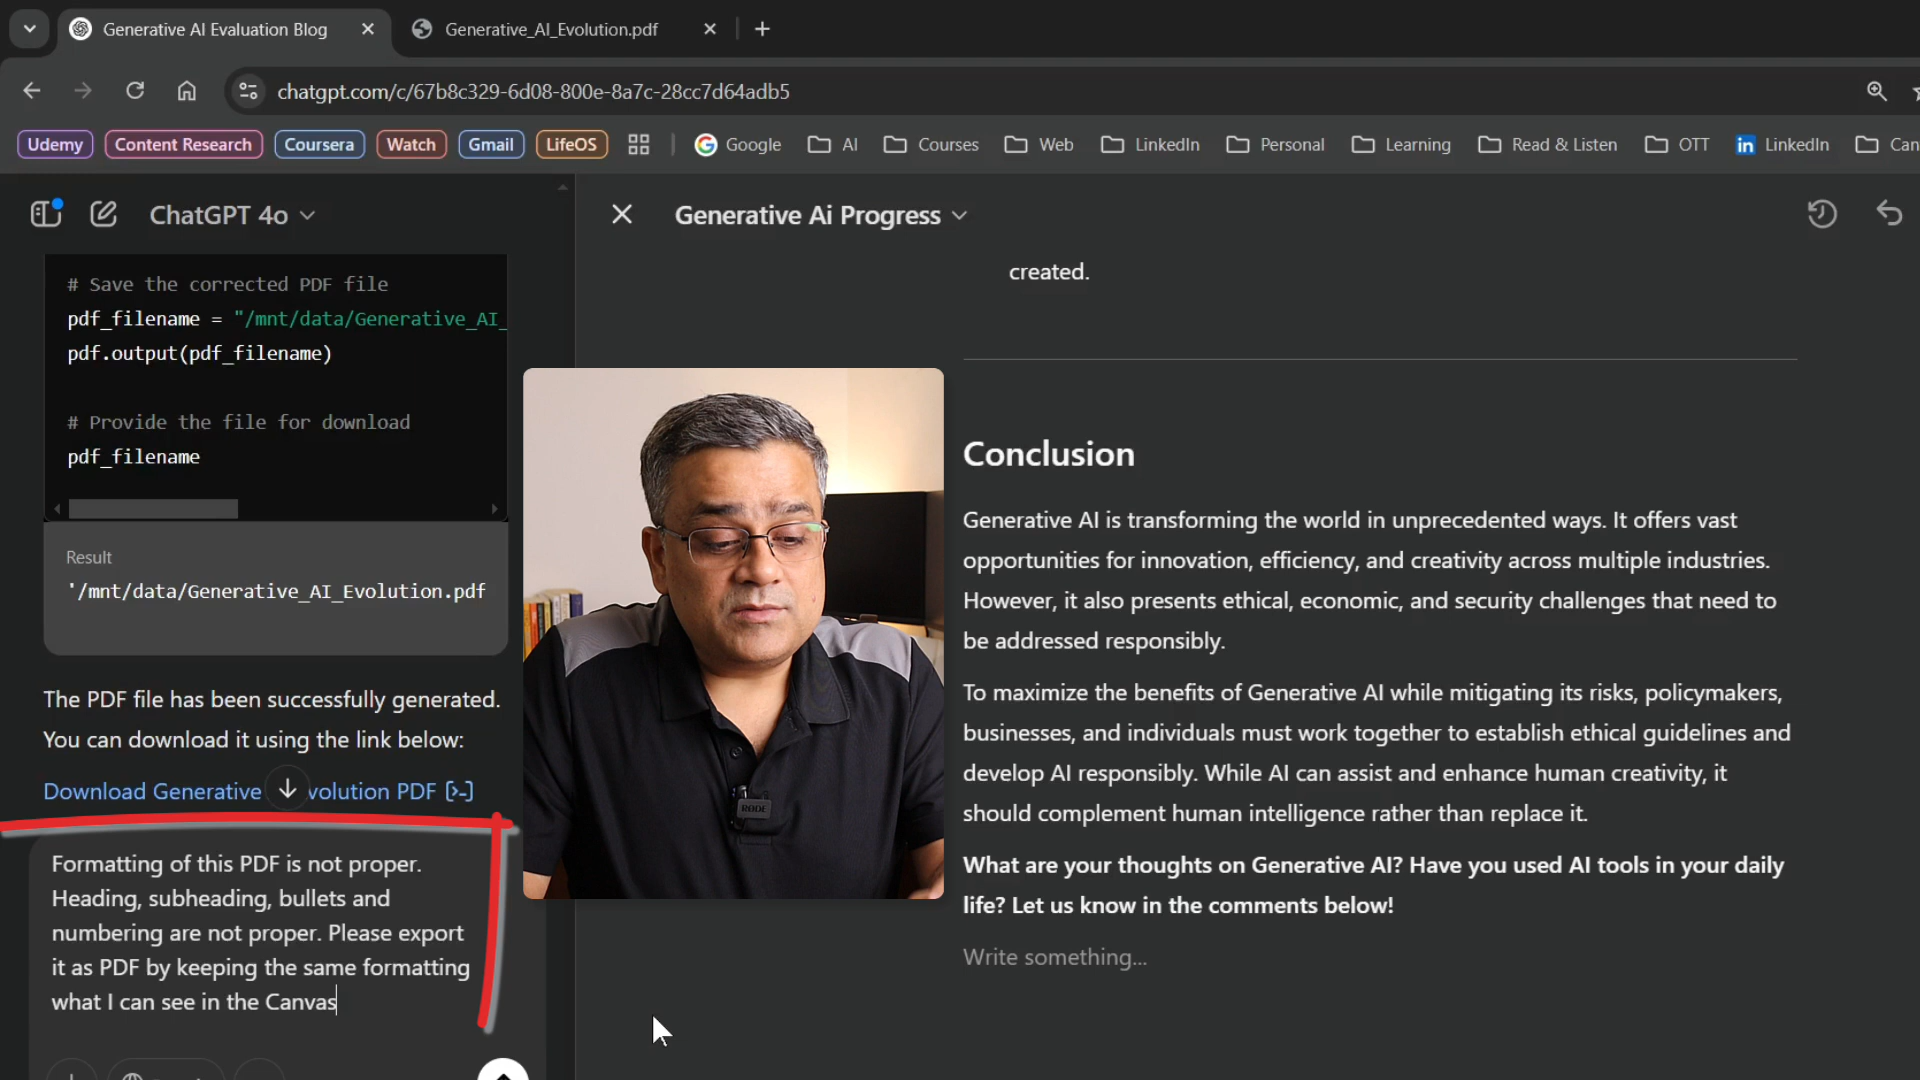 Generative AI Evaluation Blog
Generative_AI_Evolution.pdf
chatgpt.com/c/67b8c329-6d08-800e-8a7c-28cc7d64adb5
Udemy Content Research Coursera Watch Gmail LifeOS Google AI Courses Web LinkedIn Personal Learning Read & Listen OTT LinkedIn Can
ChatGPT 4o
# Save the corrected PDF file
pdf_filename = "/mnt/data/Generative_AI_
pdf.output(pdf_filename)
# Provide the file for download
pdf_filename
Result
'/mnt/data/Generative_AI_Evolution.pdf
The PDF file has been successfully generated.
You can download it using the link below:
Download Generative volution PDF [>-]
Formatting of this PDF is not proper.
Heading, subheading, bullets and
numbering are not proper. Please export
it as PDF by keeping the same formatting
what I can see in the Canvas
Generative Ai Progress
created.
RODE
Conclusion
Generative AI is transforming the world in unprecedented ways. It offers vast
opportunities for innovation, efficiency, and creativity across multiple industries.
However, it also presents ethical, economic, and security challenges that need to
be addressed responsibly.
To maximize the benefits of Generative AI while mitigating its risks, policymakers,
businesses, and individuals must work together to establish ethical guidelines and
develop AI responsibly. While AI can assist and enhance human creativity, it
should complement human intelligence rather than replace it.
What are your thoughts on Generative AI? Have you used AI tools in your daily
life? Let us know in the comments below!
Write something...